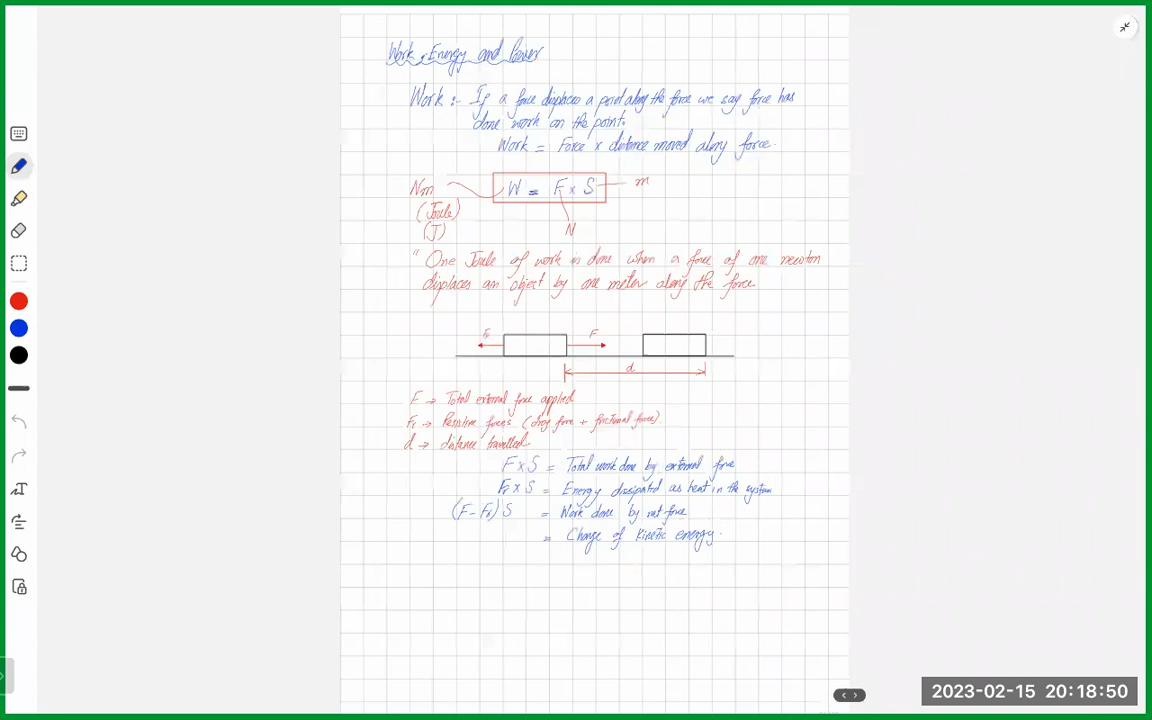 Work, Energy and Power
Work :- If a force displaces a point along the force we say force has
done work on the point.
Work = Force x distance moved along force.
Nm W = F x S m
(Joule)
(J) N
"One Joule of work is done when a force of one newton
displaces an object by one meter along the force
Fr F
d
F → Total external force applied
Fr → Resistive forces (drag force + frictional force).
d → distance travelled.
F x S = Total work done by external force
Fr x S = Energy dissipated as heat in the system
(F - Fr) S = Work done by net force
= Change of Kinetic energy.
2023-02-15 20:18:50